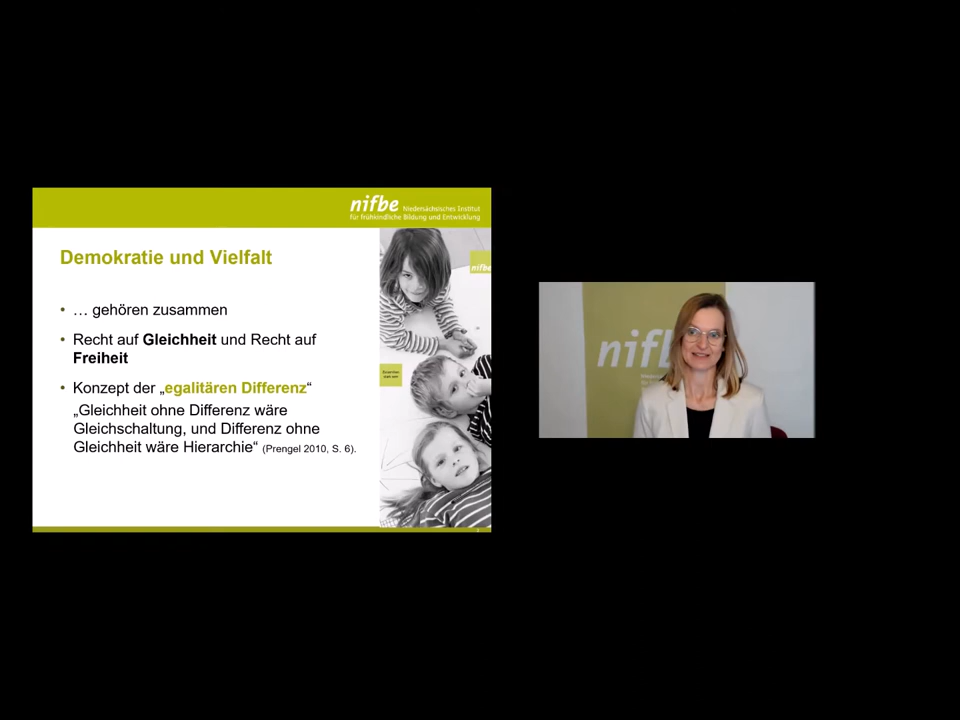 nifbe Niedersächsisches Institut
für frühkindliche Bildung und Entwicklung
Demokratie und Vielfalt
nifbe
• … gehören zusammen
• Recht auf Gleichheit und Recht auf
Freiheit
• Konzept der „egalitären Differenz“
„Gleichheit ohne Differenz wäre
Gleichschaltung, und Differenz ohne
Gleichheit wäre Hierarchie“ (Prengel 2010, S. 6).